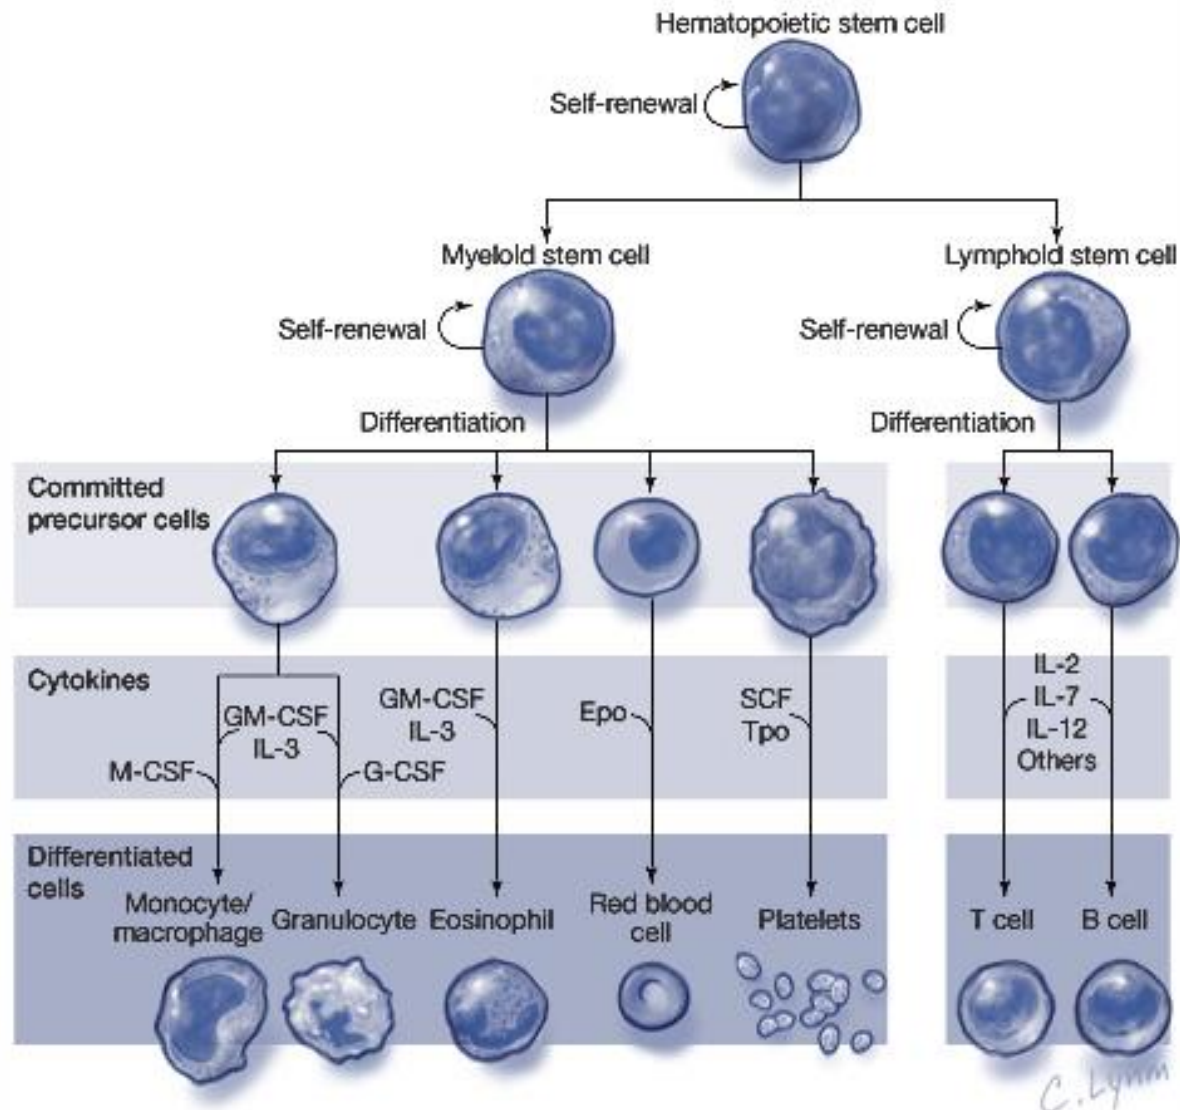 Hematopoietic stem cell
Self-renewal
Myeloid stem cell
Lymphoid stem cell
Self-renewal
Self-renewal
Differentiation
Differentiation
Committed
precursor cells
Cytokines
GM-CSF
IL-3
M-CSF
G-CSF
GM-CSF
IL-3
Epo
SCF
Tpo
IL-2
IL-7
IL-12
Others
Differentiated
cells
Monocyte/
macrophage
Granulocyte
Eosinophil
Red blood
cell
Platelets
T cell
B cell
C. Lynm